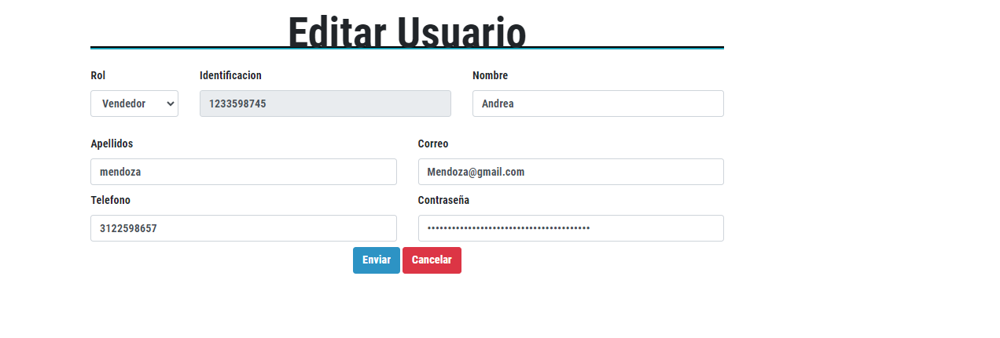 Editar Usuario
Rol Identificacion Nombre
Vendedor 1233598745 Andrea
Apellidos Correo
mendoza Mendoza@gmail.com
Telefono Contraseña
3122598657 ••••••••••••••••••••••••••••••••••••••••
Enviar Cancelar